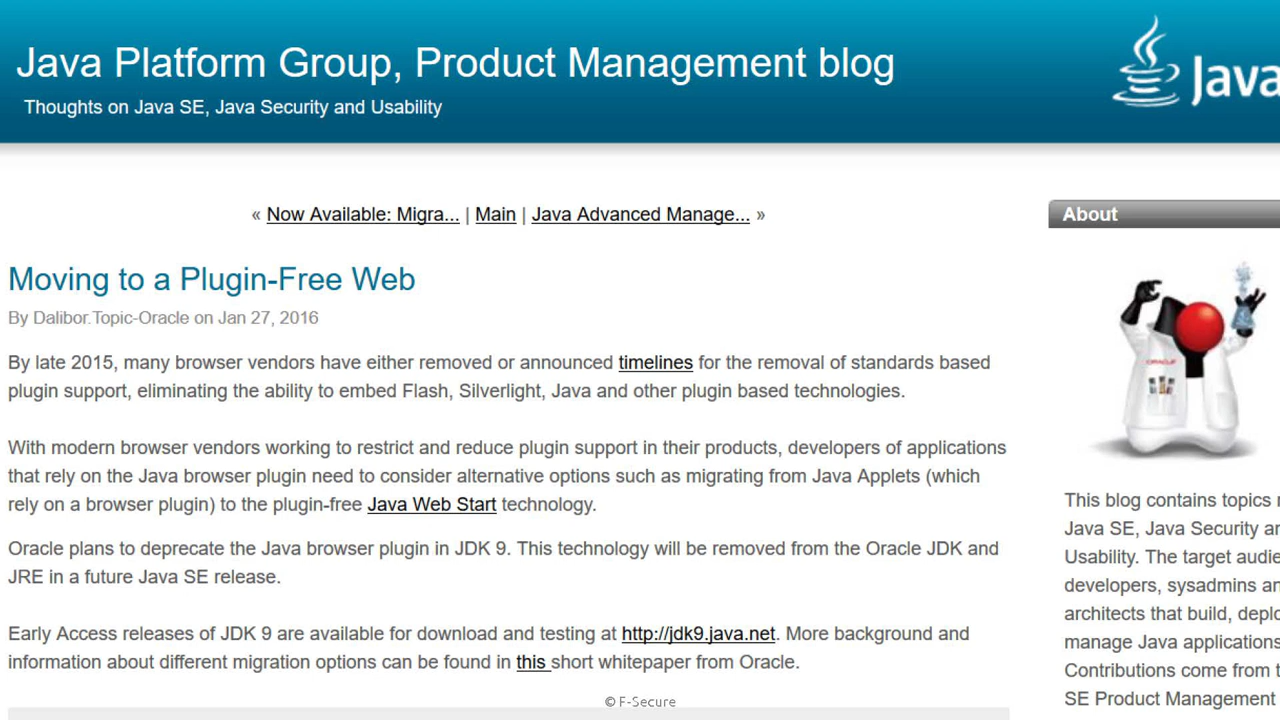 Java Platform Group, Product Management blog
Thoughts on Java SE, Java Security and Usability
Java
« Now Available: Migra... | Main | Java Advanced Manage... »
About
Moving to a Plugin-Free Web
By Dalibor.Topic-Oracle on Jan 27, 2016
By late 2015, many browser vendors have either removed or announced timelines for the removal of standards based
plugin support, eliminating the ability to embed Flash, Silverlight, Java and other plugin based technologies.
With modern browser vendors working to restrict and reduce plugin support in their products, developers of applications
that rely on the Java browser plugin need to consider alternative options such as migrating from Java Applets (which
rely on a browser plugin) to the plugin-free Java Web Start technology.
Oracle plans to deprecate the Java browser plugin in JDK 9. This technology will be removed from the Oracle JDK and
JRE in a future Java SE release.
Early Access releases of JDK 9 are available for download and testing at http://jdk9.java.net. More background and
information about different migration options can be found in this short whitepaper from Oracle.
ORACLE
This blog contains topics
Java SE, Java Security
Usability. The target
developers, sysadmins
architects that build,
manage Java applications
Contributions come from
SE Product Management
© F-Secure